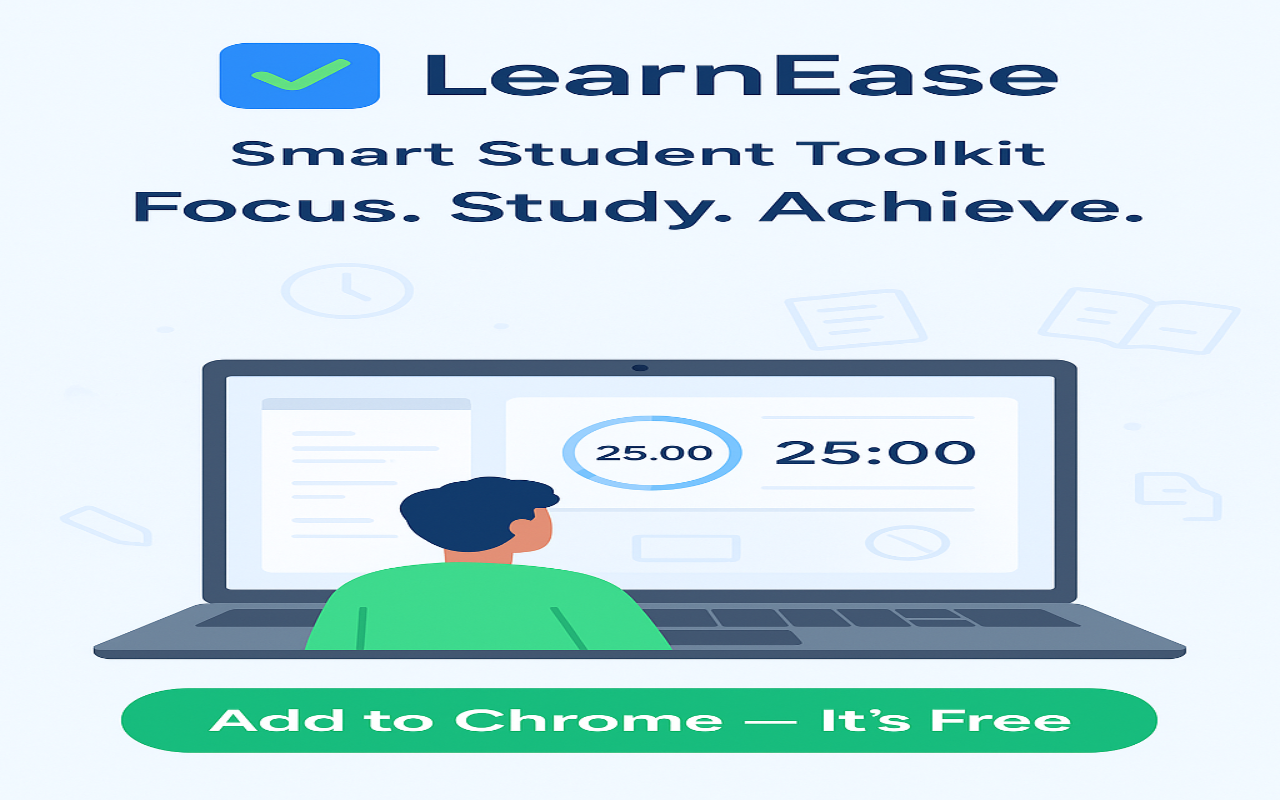 LearnEase
Smart Student Toolkit
Focus. Study. Achieve.
25.00
25:00
Add to Chrome — It’s Free